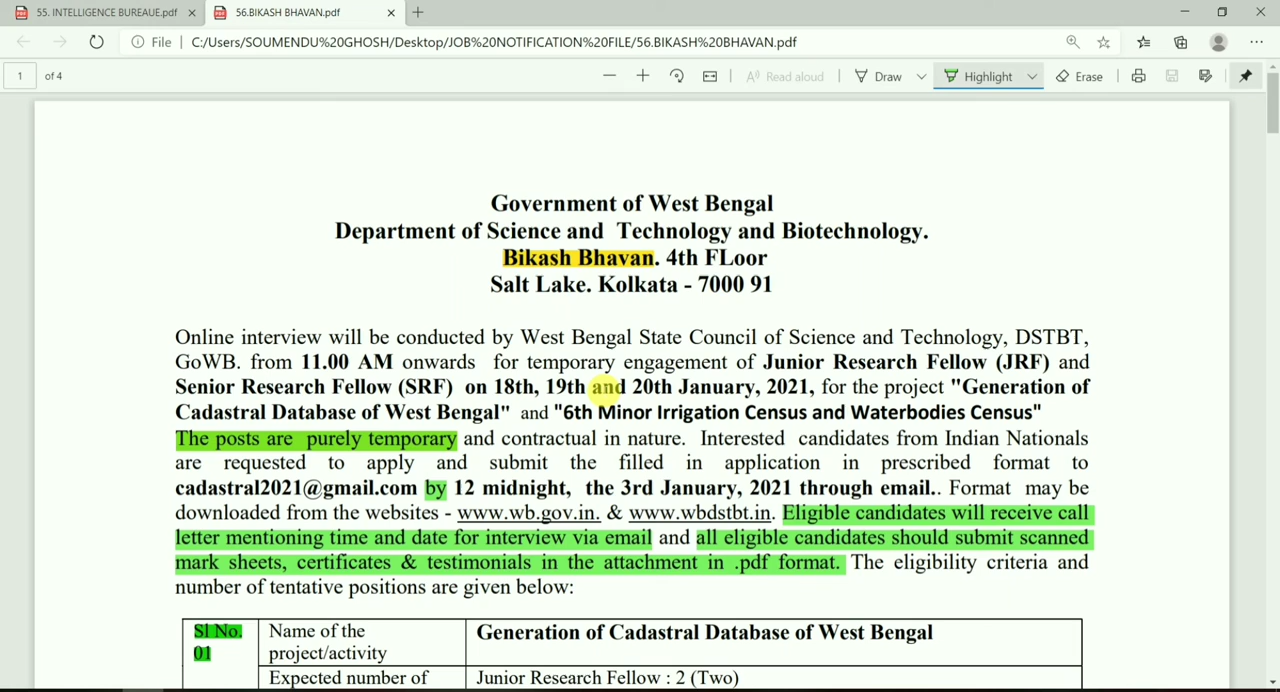 55. INTELLIGENCE BUREAUE.pdf
56.BIKASH BHAVAN.pdf
File
C:/Users/SOUMENDU%20GHOSH/Desktop/JOB%20NOTIFICATION%20FILE/56.BIKASH%20BHAVAN.pdf
1 of 4
Read aloud
Draw
Highlight
Erase
Government of West Bengal
Department of Science and Technology and Biotechnology.
Bikash Bhavan. 4th FLoor
Salt Lake. Kolkata - 7000 91
Online interview will be conducted by West Bengal State Council of Science and Technology, DSTBT,
GoWB. from 11.00 AM onwards for temporary engagement of Junior Research Fellow (JRF) and
Senior Research Fellow (SRF) on 18th, 19th and 20th January, 2021, for the project "Generation of
Cadastral Database of West Bengal" and "6th Minor Irrigation Census and Waterbodies Census"
The posts are purely temporary and contractual in nature. Interested candidates from Indian Nationals
are requested to apply and submit the filled in application in prescribed format to
cadastral2021@gmail.com by 12 midnight, the 3rd January, 2021 through email.. Format may be
downloaded from the websites - www.wb.gov.in. & www.wbdstbt.in. Eligible candidates will receive call
letter mentioning time and date for interview via email and all eligible candidates should submit scanned
mark sheets, certificates & testimonials in the attachment in .pdf format. The eligibility criteria and
number of tentative positions are given below:
Sl No. Name of the Generation of Cadastral Database of West Bengal
01 project/activity
Expected number of Junior Research Fellow : 2 (Two)